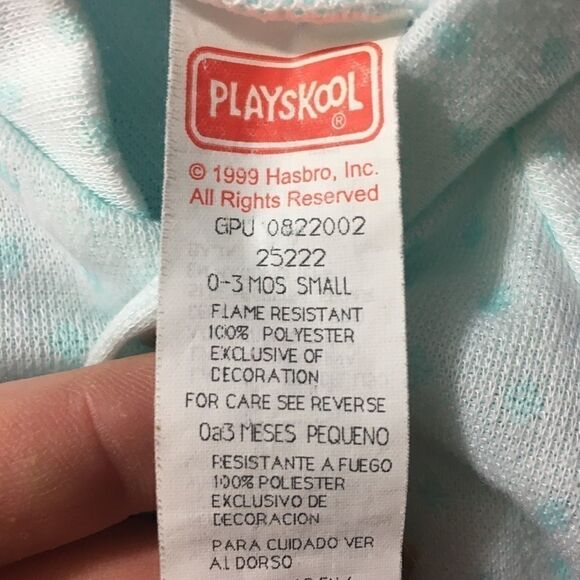 PLAYSKOOL
®
© 1999 Hasbro, Inc.
All Rights Reserved
GPU 0822002
25222
0-3 MOS SMALL
FLAME RESISTANT
100% POLYESTER
EXCLUSIVE OF
DECORATION
FOR CARE SEE REVERSE
0a3 MESES PEQUENO
RESISTANTE A FUEGO
100% POLIESTER
EXCLUSIVO DE
DECORACION
PARA CUIDADO VER
AL DORSO